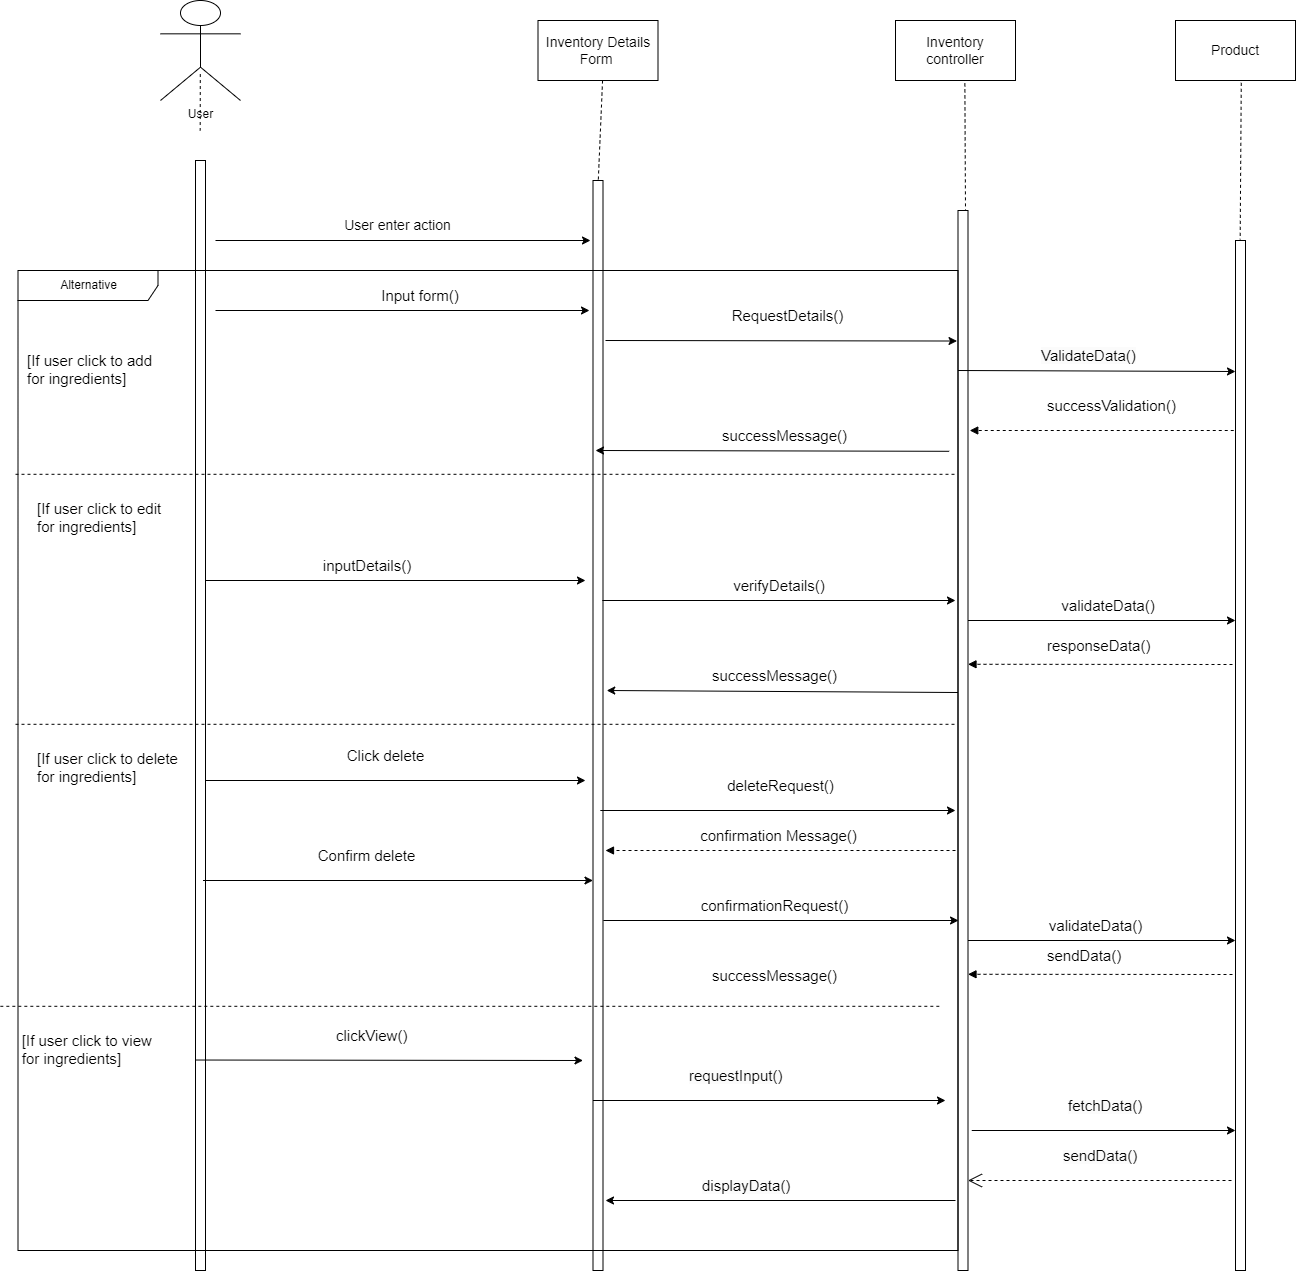 User
Inventory Details
Form
Inventory
controller
Product
User enter action
Alternative
Input form()
RequestDetails()
[If user click to add
for ingredients]
ValidateData()
successValidation()
successMessage()
[If user click to edit
for ingredients]
inputDetails()
verifyDetails()
validateData()
responseData()
successMessage()
[If user click to delete
for ingredients]
Click delete
deleteRequest()
confirmation Message()
Confirm delete
confirmationRequest()
validateData()
sendData()
successMessage()
[If user click to view
for ingredients]
clickView()
requestInput()
fetchData()
sendData()
displayData()